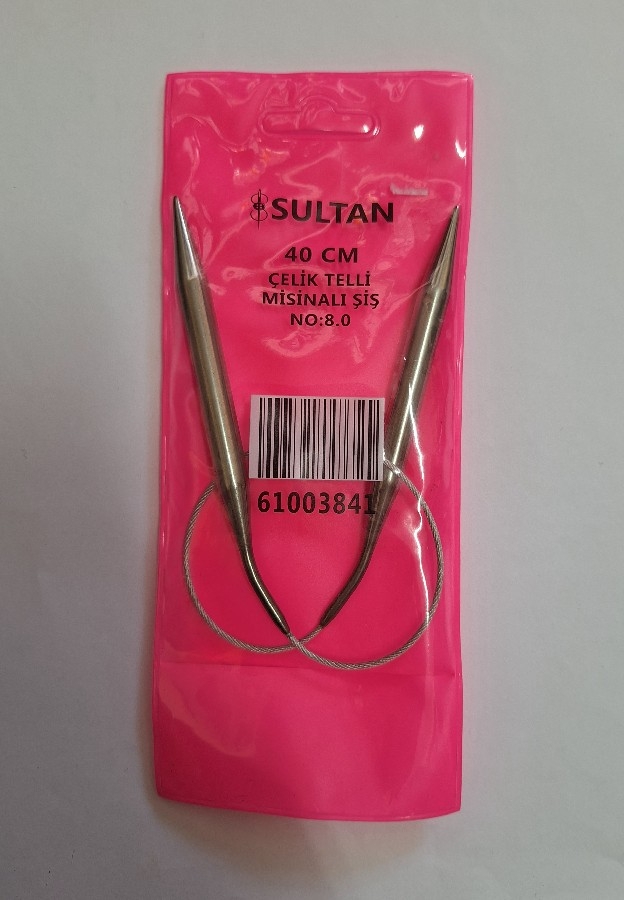 SULTAN
40 CM
ÇELİK TELLİ
MİSİNALI ŞİŞ
NO:8.0
61003841